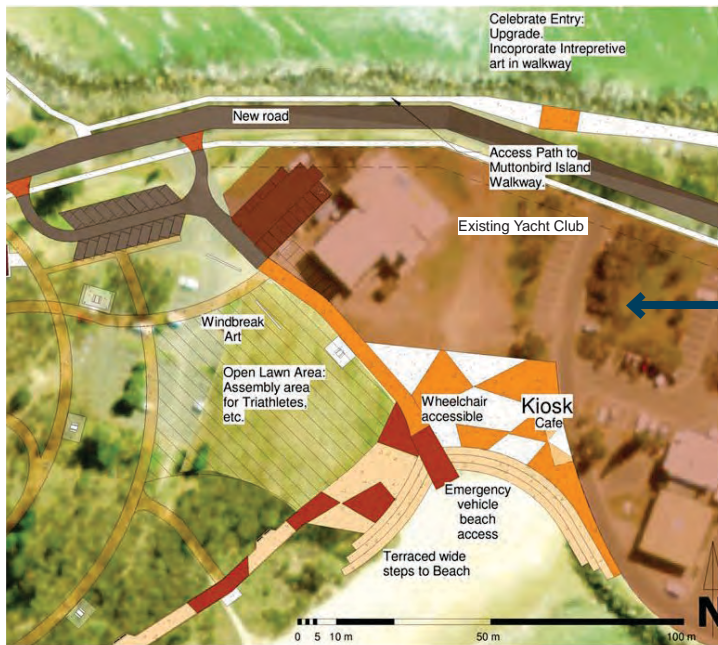 Celebrate Entry:
Upgrade.
Incoprorate Intrepretive
art in walkway
New road
Access Path to
Muttonbird Island
Walkway.
Existing Yacht Club
Windbreak
Art
Open Lawn Area:
Assembly area
for Triathletes,
etc.
Wheelchair
accessible
Kiosk
Cafe
Emergency
vehicle
beach
access
Terraced wide
steps to Beach
N
0 5 10 m 50 m 100 m